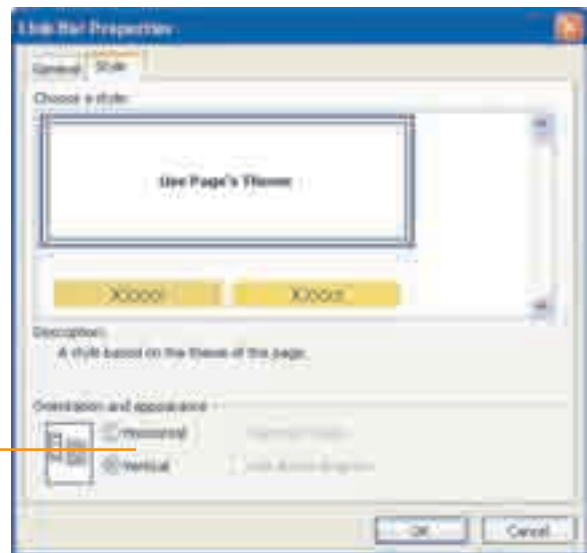 Link Bar Properties
General Style
Choose a style:
Use Page's Theme
Description:
A style based on the theme of the page.
Orientation and appearance
Horizontal
Vertical
OK Cancel